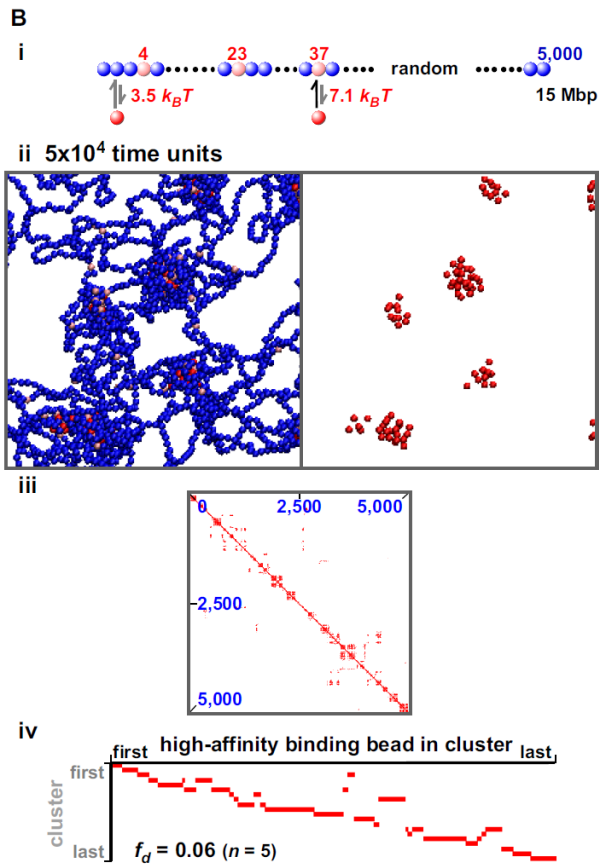 B
i
4 23 37 5,000
random
3.5 kBT 7.1 kBT 15 Mbp
ii 5x10⁴ time units
iii
0 2,500 5,000
2,500
5,000
iv
first high-affinity binding bead in cluster last
first
cluster
last
fd = 0.06 (n = 5)